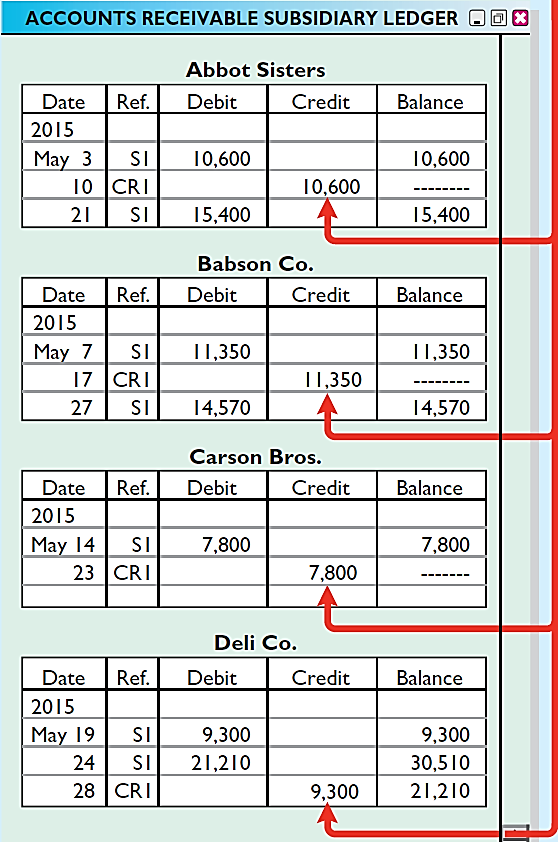 ACCOUNTS RECEIVABLE SUBSIDIARY LEDGER
Abbot Sisters
Date Ref. Debit Credit Balance
2015
May 3 S1 10,600 10,600
10 CR1 10,600 --------
21 S1 15,400 15,400
Babson Co.
Date Ref. Debit Credit Balance
2015
May 7 S1 11,350 11,350
17 CR1 11,350 --------
27 S1 14,570 14,570
Carson Bros.
Date Ref. Debit Credit Balance
2015
May 14 S1 7,800 7,800
23 CR1 7,800 -------
Deli Co.
Date Ref. Debit Credit Balance
2015
May 19 S1 9,300 9,300
24 S1 21,210 30,510
28 CR1 9,300 21,210